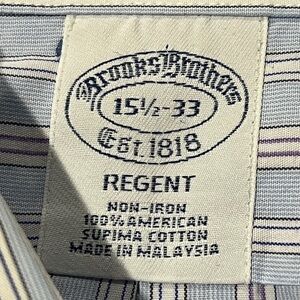 Brooks Brothers
15½-33
Est. 1818
REGENT
NON-IRON
100% AMERICAN
SUPIMA COTTON
MADE IN MALAYSIA